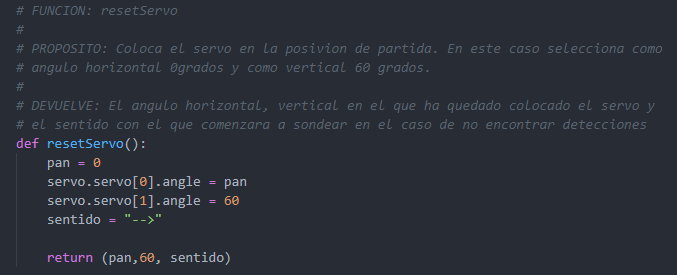 # FUNCION: resetServo
#
# PROPOSITO: Coloca el servo en la posivion de partida. En este caso selecciona como
# angulo horizontal 0grados y como vertical 60 grados.
#
# DEVUELVE: El angulo horizontal, vertical en el que ha quedado colocado el servo y
# el sentido con el que comenzara a sondear en el caso de no encontrar detecciones
def resetServo():
    pan = 0
    servo.servo[0].angle = pan
    servo.servo[1].angle = 60
    sentido = "-->"

    return (pan,60, sentido)